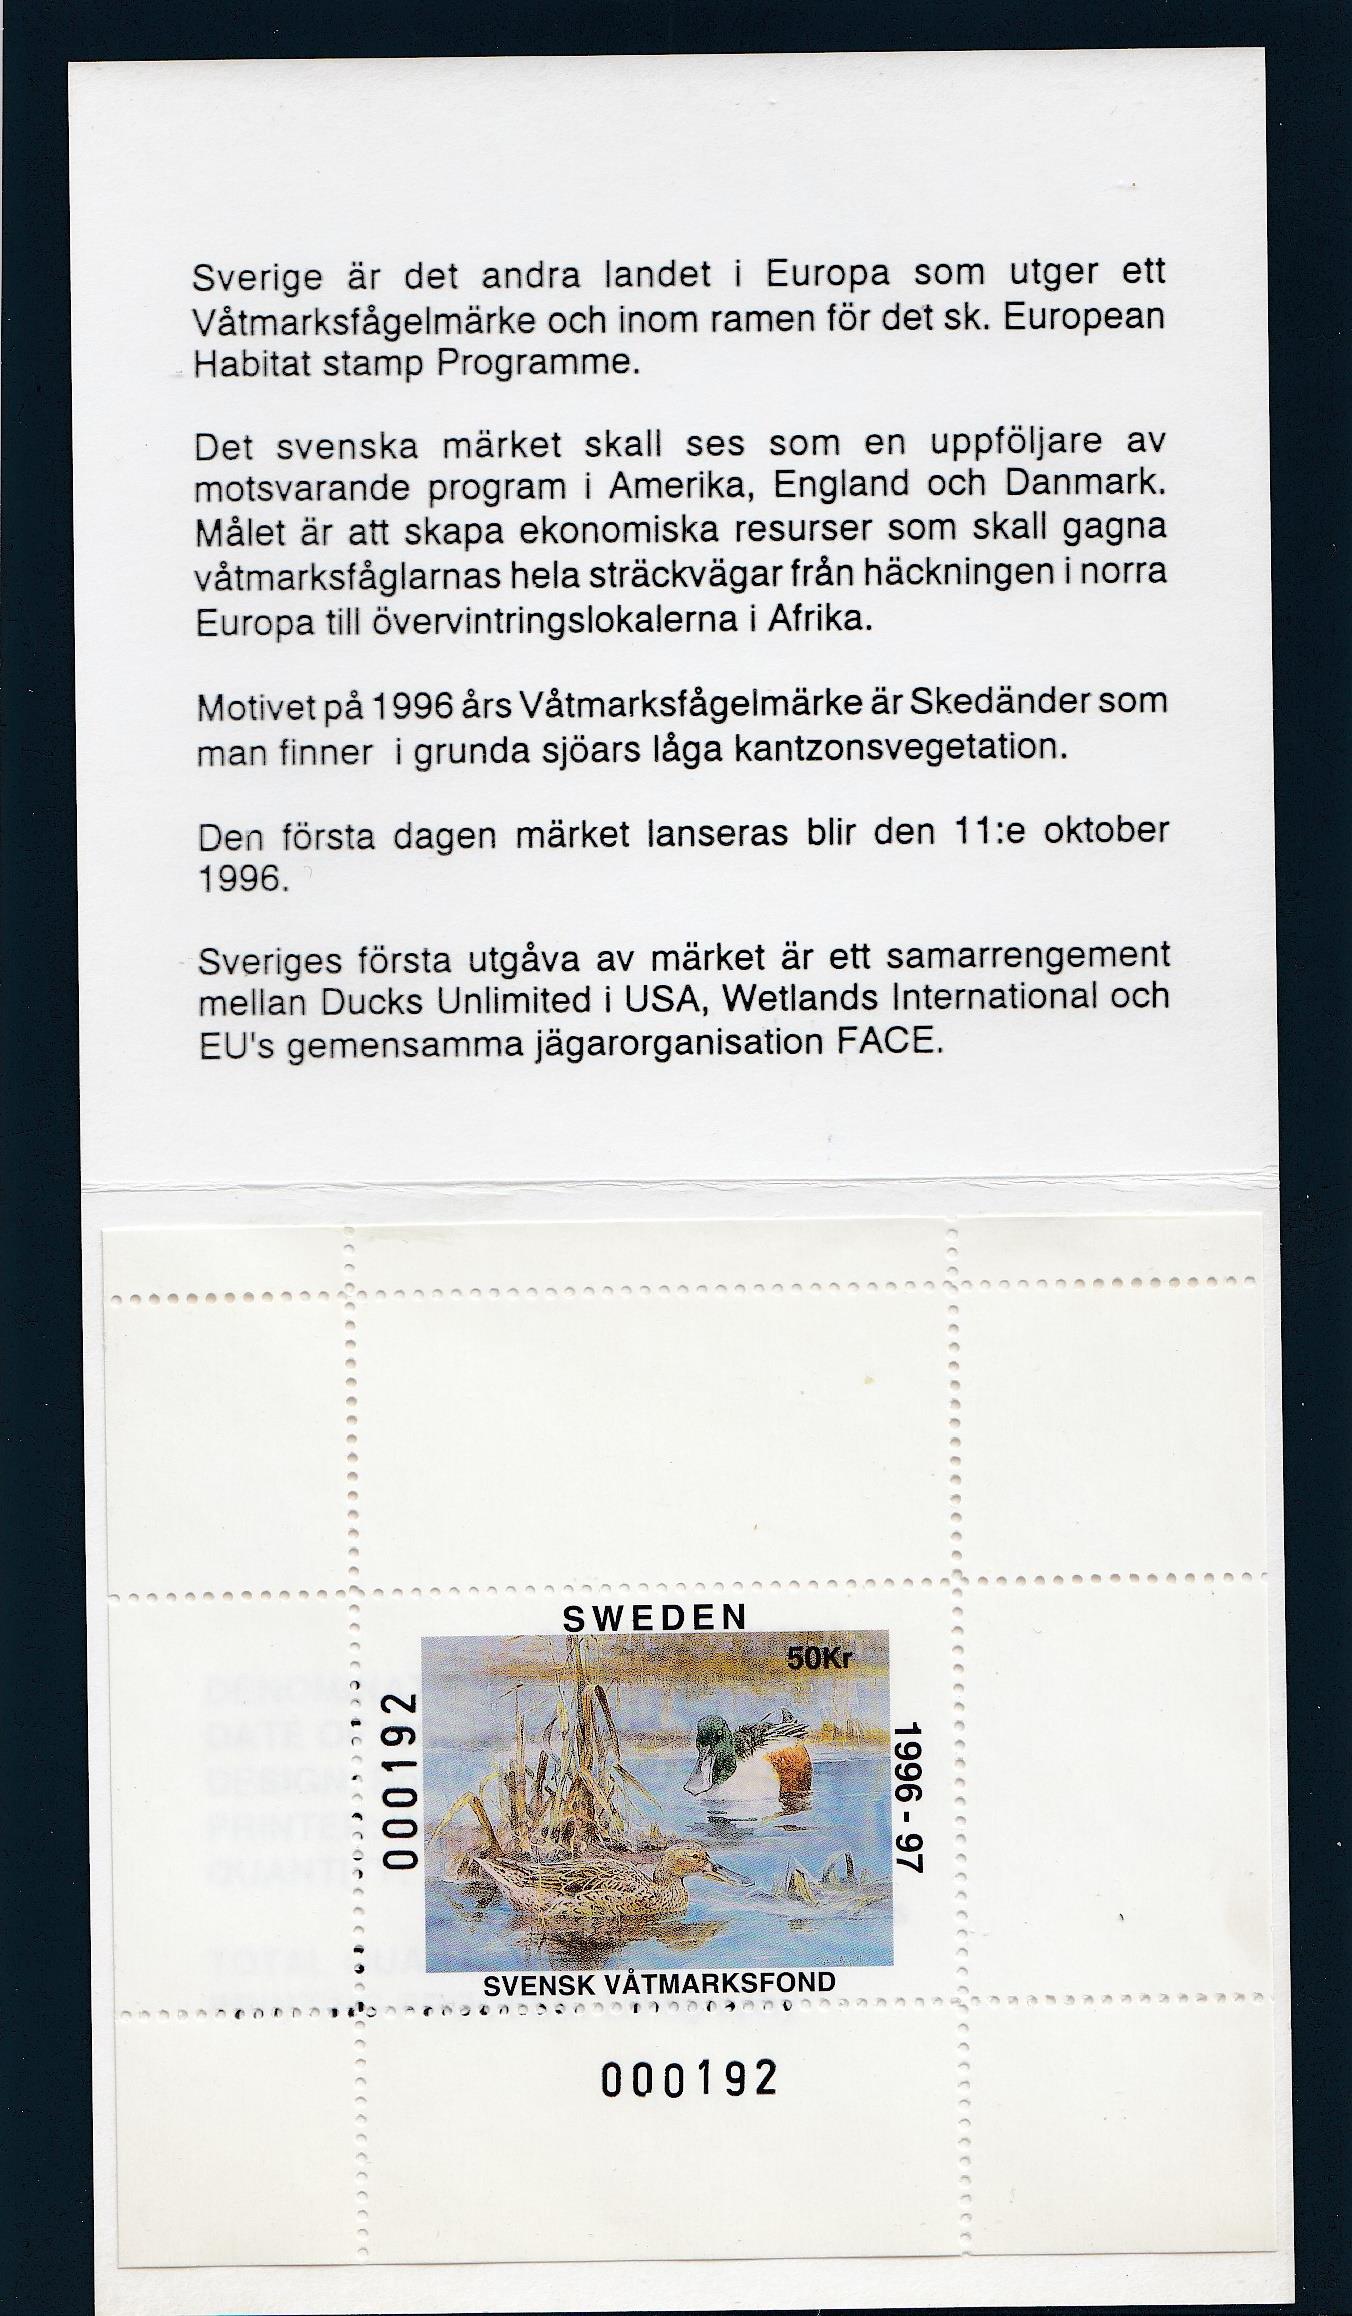 Sverige är det andra landet i Europa som utger ett
Våtmarksfågelmärke och inom ramen för det sk. European
Habitat stamp Programme.
Det svenska märket skall ses som en uppföljare av
motsvarande program i Amerika, England och Danmark.
Målet är att skapa ekonomiska resurser som skall gagna
våtmarksfåglarnas hela sträckvägar från häckningen i norra
Europa till övervintringslokalerna i Afrika.
Motivet på 1996 års Våtmarksfågelmärke är Skedänder som
man finner i grunda sjöars låga kantzonsvegetation.
Den första dagen märket lanseras blir den 11:e oktober
1996.
Sveriges första utgåva av märket är ett samarrengement
mellan Ducks Unlimited i USA, Wetlands International och
EU's gemensamma jägarorganisation FACE.
SWEDEN
50Kr
000192
1996 - 97
SVENSK VÅTMARKSFOND
000192